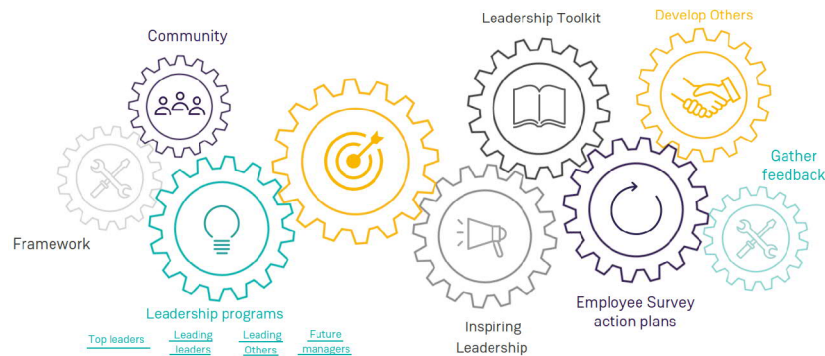 Leadership Toolkit
Develop Others
Community
Gather
feedback
Framework
Leadership programs
Employee Survey
action plans
Inspiring
Leadership
Top leaders
Leading
leaders
Leading
Others
Future
managers